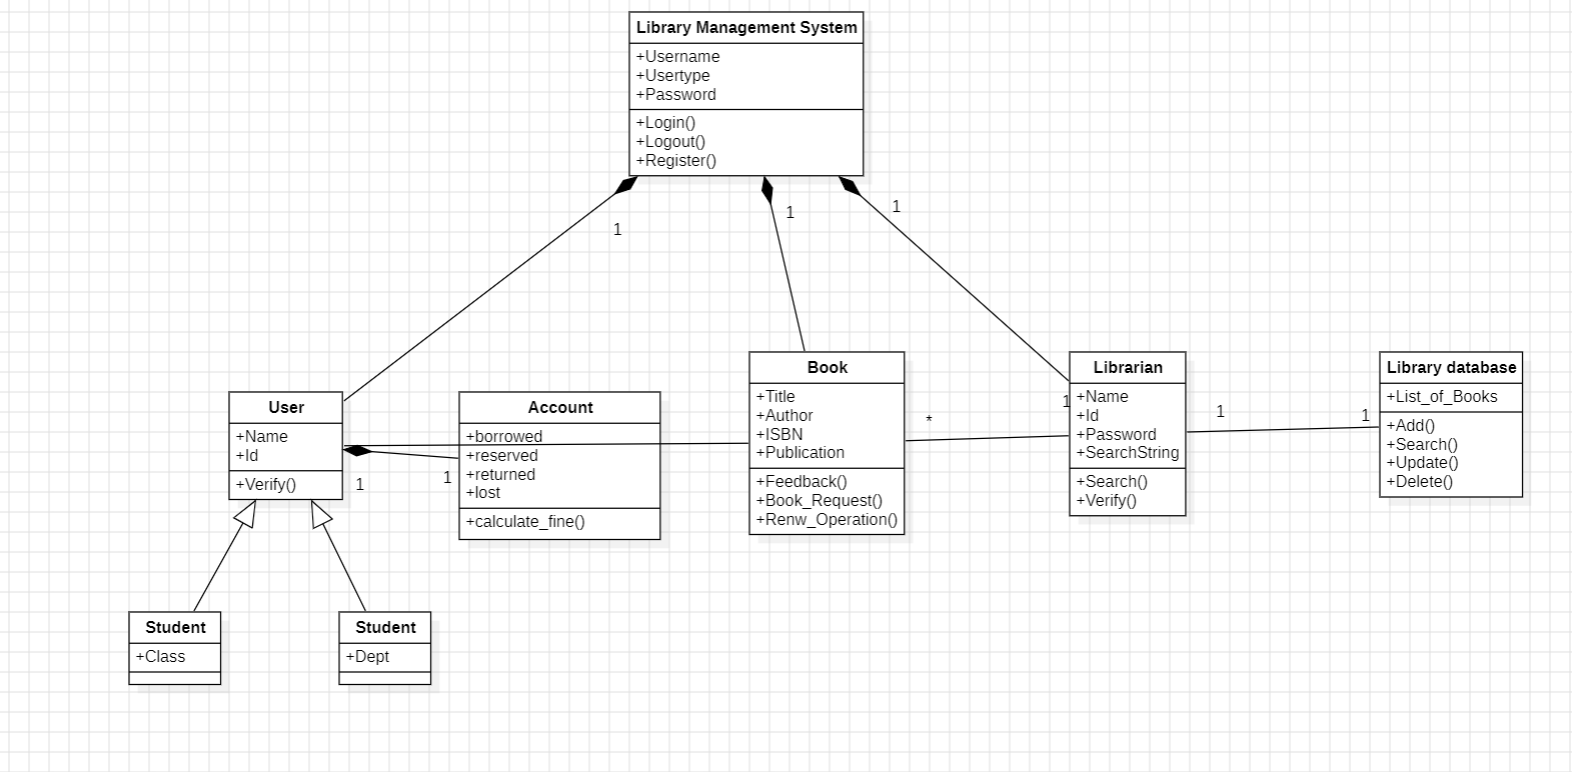 Library Management System
+Username
+Usertype
+Password
+Login()
+Logout()
+Register()
1
1
1
User
+Name
+Id
+Verify()
1
1
Account
+borrowed
+reserved
+returned
+lost
+calculate_fine()
Book
+Title
+Author
+ISBN
+Publication
+Feedback()
+Book_Request()
+Renw_Operation()
*
1
Librarian
+Name
+Id
+Password
+SearchString
+Search()
+Verify()
1
1
Library database
+List_of_Books
+Add()
+Search()
+Update()
+Delete()
Student
+Class
Student
+Dept